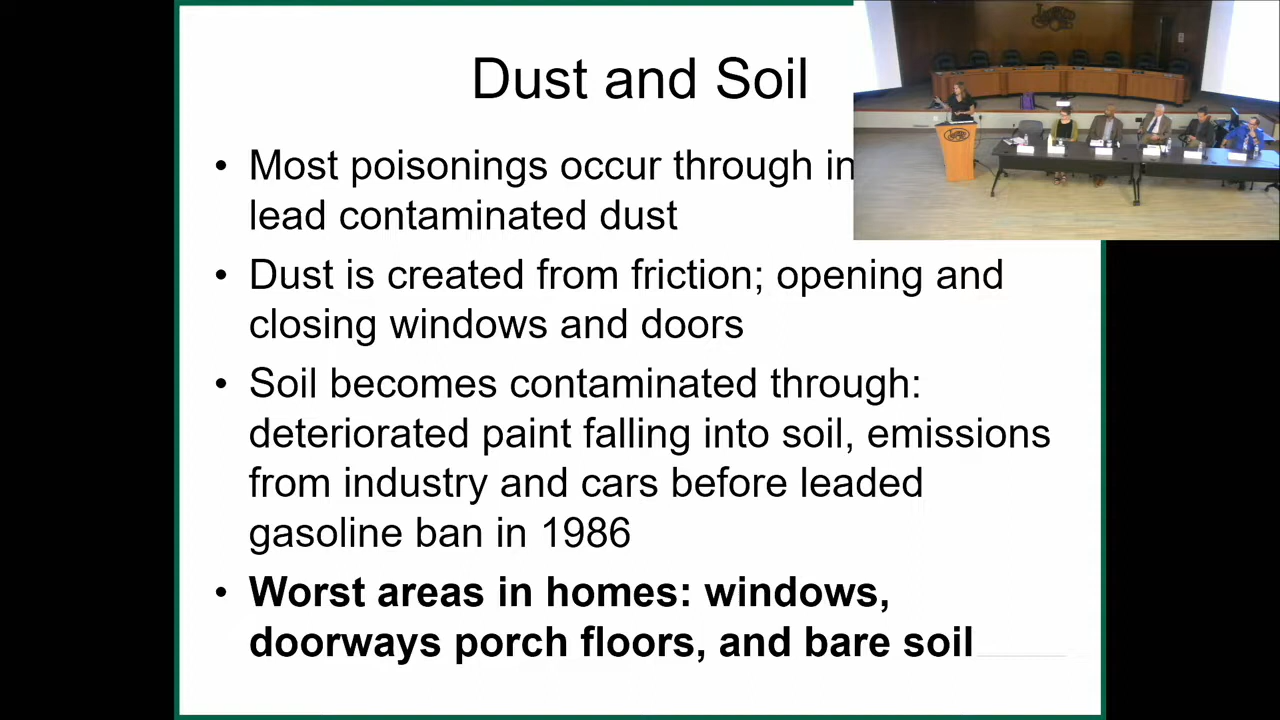 Dust and Soil
• Most poisonings occur through in
lead contaminated dust
• Dust is created from friction; opening and
closing windows and doors
• Soil becomes contaminated through:
deteriorated paint falling into soil, emissions
from industry and cars before leaded
gasoline ban in 1986
• Worst areas in homes: windows,
doorways porch floors, and bare soil